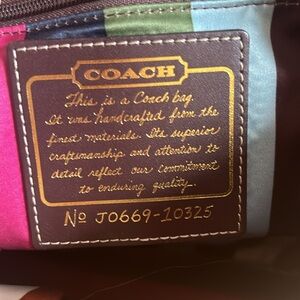 COACH
This is a Coach bag.
It was handcrafted from the
finest materials. Its superior
craftsmanship and attention to
detail reflect our commitment
to enduring quality.
Nº J0669-10325